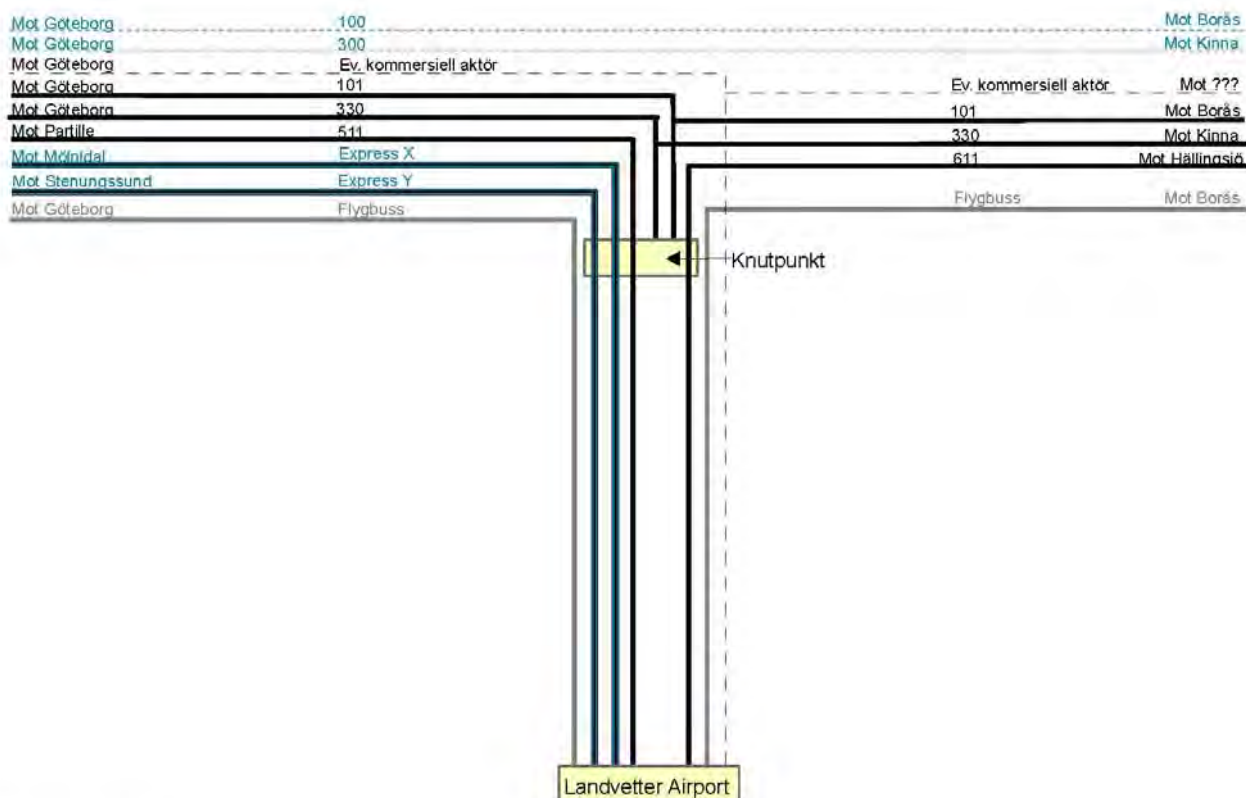 Mot Göteborg 100 Mot Borås
Mot Göteborg 300 Mot Kinna
Mot Göteborg Ev. kommersiell aktör
Mot Göteborg 101 Ev. kommersiell aktör Mot ???
Mot Göteborg 330 101 Mot Borås
Mot Partille 511 330 Mot Kinna
Mot Mölnidal Express X 611 Mot Hällingsjö
Mot Stenungssund Express Y Flygbuss Mot Borås
Mot Göteborg Flygbuss
Knutpunkt
Landvetter Airport